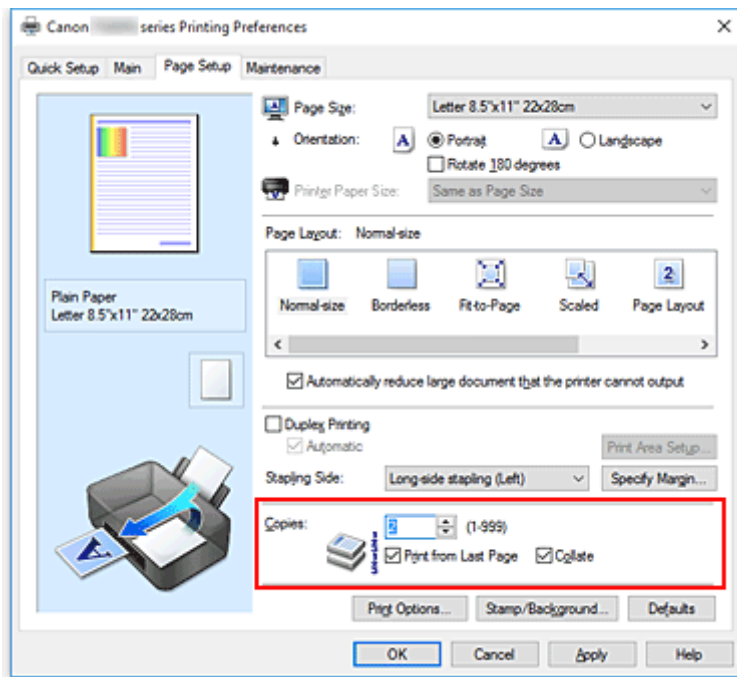 Canon series Printing Preferences
Quick Setup Main Page Setup Maintenance
Page Size: Letter 8.5"x11" 22x28cm
Orientation: A Portrait A Landscape
Rotate 180 degrees
Printer Paper Size: Same as Page Size
Page Layout: Normal-size
2
Normal-size Borderless Fit-to-Page Scaled Page Layout
Plain Paper
Letter 8.5"x11" 22x28cm
Automatically reduce large document that the printer cannot output
Duplex Printing
Automatic Print Area Setup...
Stapling Side: Long-side stapling (Left) Specify Margin...
Copies: 2 (1-999)
Print from Last Page Collate
A
Print Options... Stamp/Background... Defaults
OK Cancel Apply Help